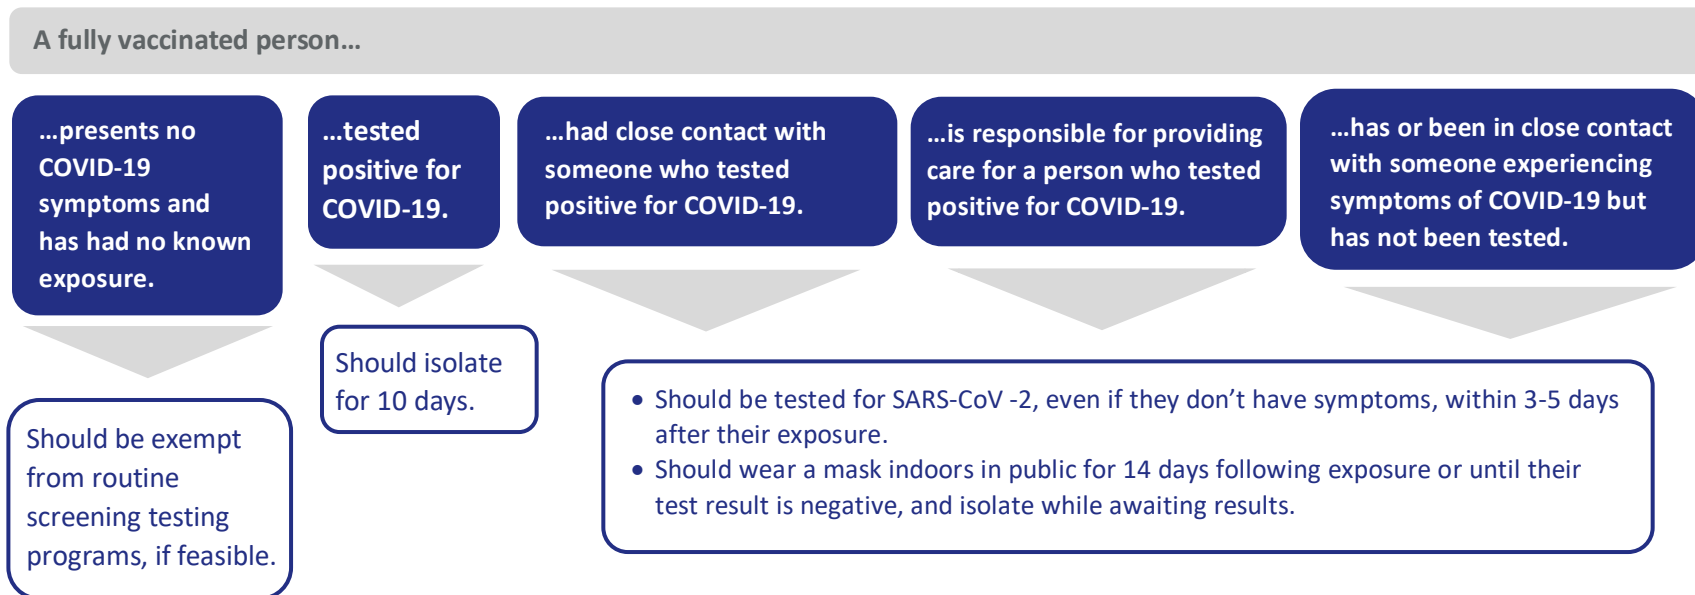 A fully vaccinated person…
…presents no
COVID-19
symptoms and
has had no known
exposure.
…tested
positive for
COVID-19.
…had close contact with
someone who tested
positive for COVID-19.
…is responsible for providing
care for a person who tested
positive for COVID-19.
…has or been in close contact
with someone experiencing
symptoms of COVID-19 but
has not been tested.
Should be exempt
from routine
screening testing
programs, if feasible.
Should isolate
for 10 days.
• Should be tested for SARS-CoV -2, even if they don’t have symptoms, within 3-5 days
after their exposure.
• Should wear a mask indoors in public for 14 days following exposure or until their
test result is negative, and isolate while awaiting results.